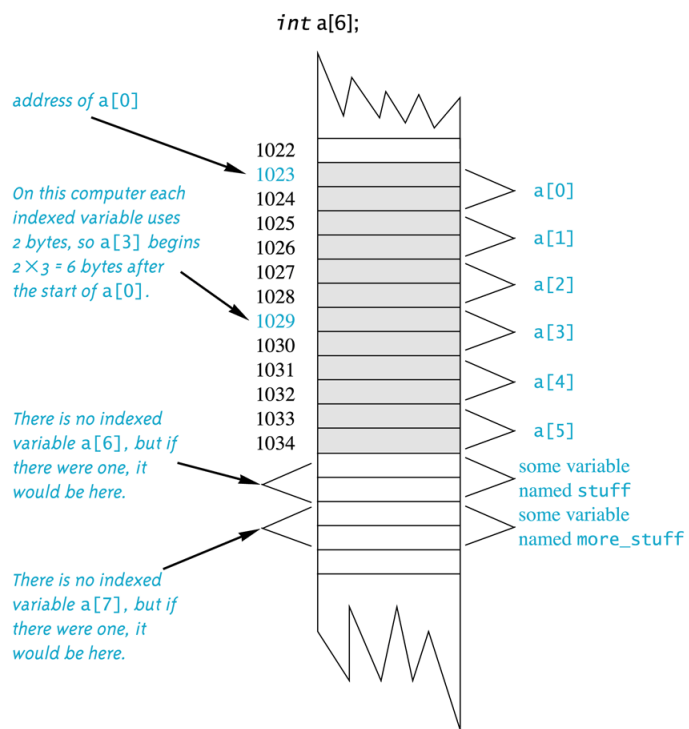 int a[6];
address of a[0]
1022
1023
1024
1025
1026
1027
1028
1029
1030
1031
1032
1033
1034
On this computer each
indexed variable uses
2 bytes, so a[3] begins
2 ×3 = 6 bytes after
the start of a[0].
There is no indexed
variable a[6], but if
there were one, it
would be here.
There is no indexed
variable a[7], but if
there were one, it
would be here.
a[0]
a[1]
a[2]
a[3]
a[4]
a[5]
some variable
named stuff
some variable
named more_stuff